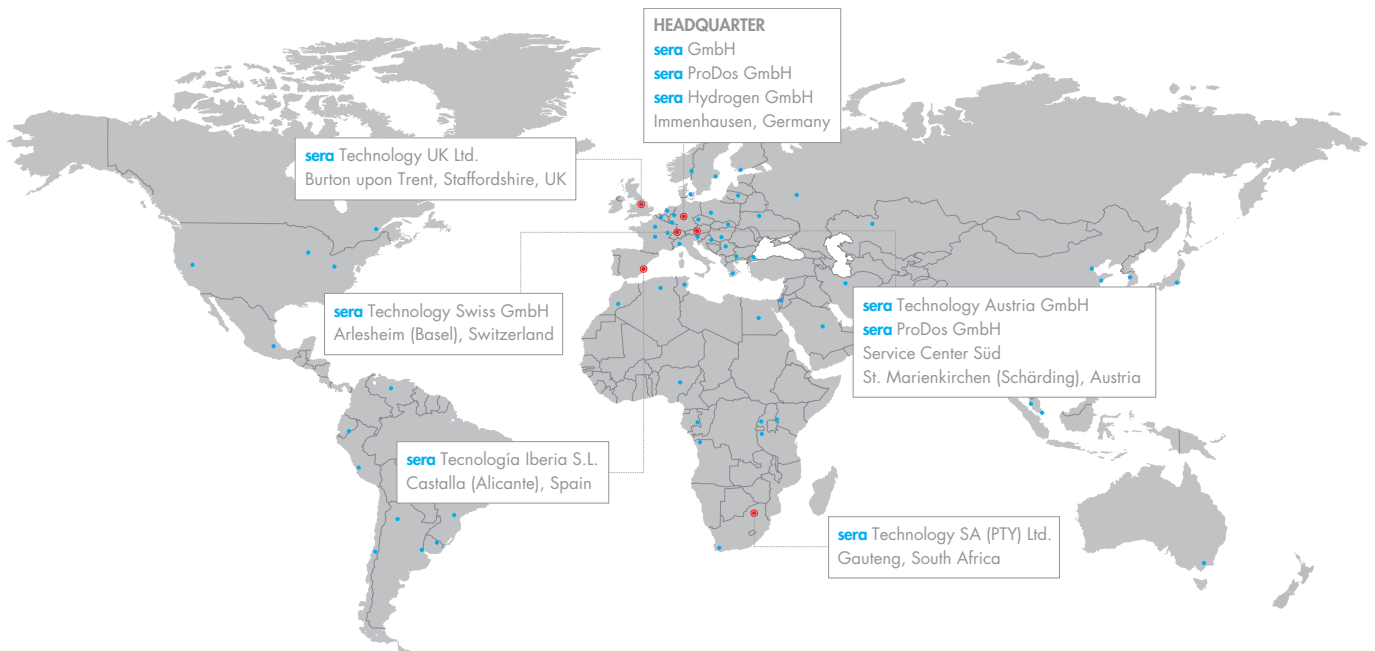 HEADQUARTER
sera GmbH
sera ProDos GmbH
sera Hydrogen GmbH
Immenhausen, Germany
sera Technology UK Ltd.
Burton upon Trent, Staffordshire, UK
sera Technology Swiss GmbH
Arlesheim (Basel), Switzerland
sera Technology Austria GmbH
sera ProDos GmbH
Service Center Süd
St. Marienkirchen (Schärding), Austria
sera Tecnología Iberia S.L.
Castalla (Alicante), Spain
sera Technology SA (PTY) Ltd.
Gauteng, South Africa